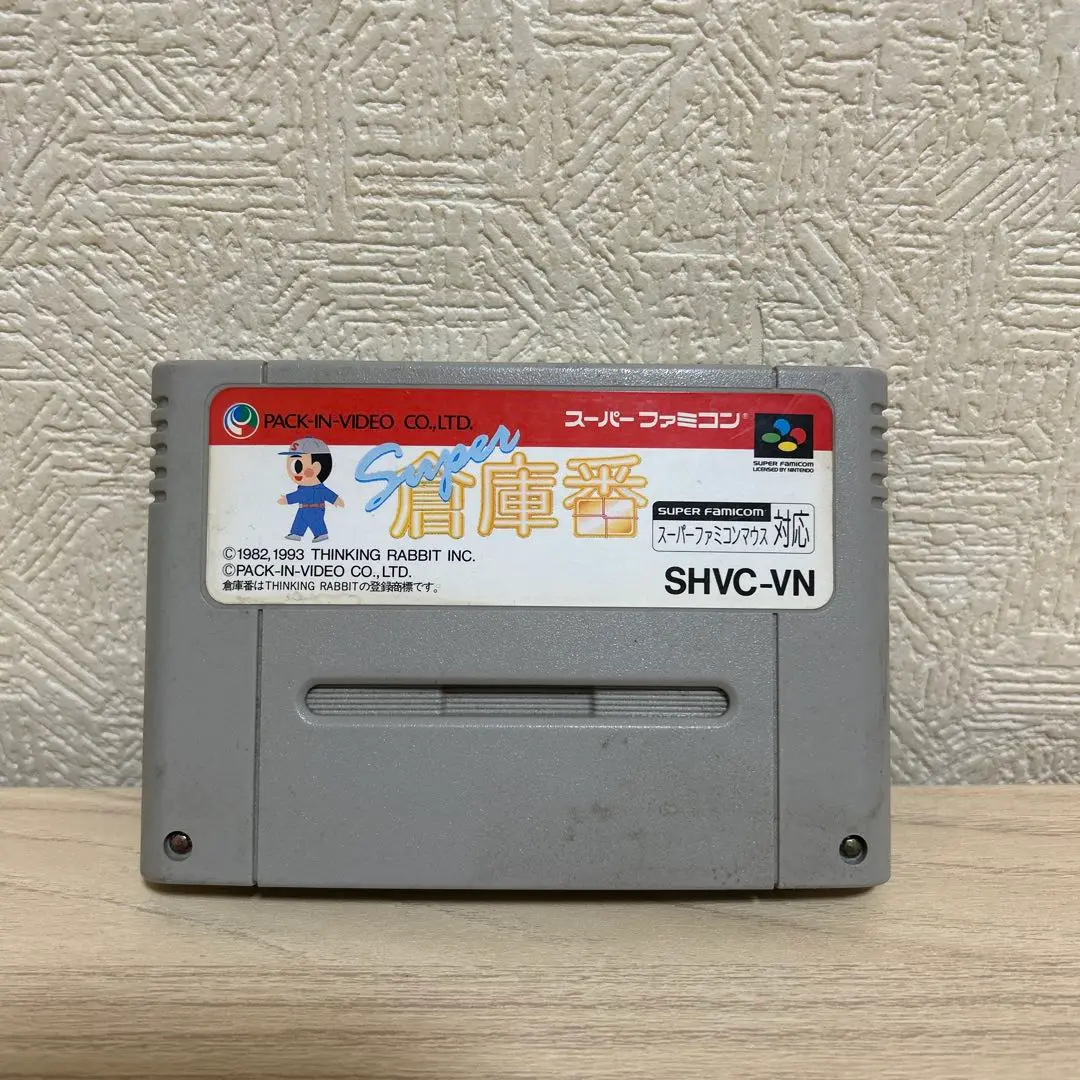 PACK-IN-VIDEO CO.,LTD.
スーパーファミコン®
SUPER FAMICOM
LICENSED BY NINTENDO
Super
倉庫番
S
SUPER FAMICOM
スーパーファミコンマウス 対応
©1982,1993 THINKING RABBIT INC.
©PACK-IN-VIDEO CO.,LTD.
倉庫番はTHINKING RABBITの登録商標です。
SHVC-VN